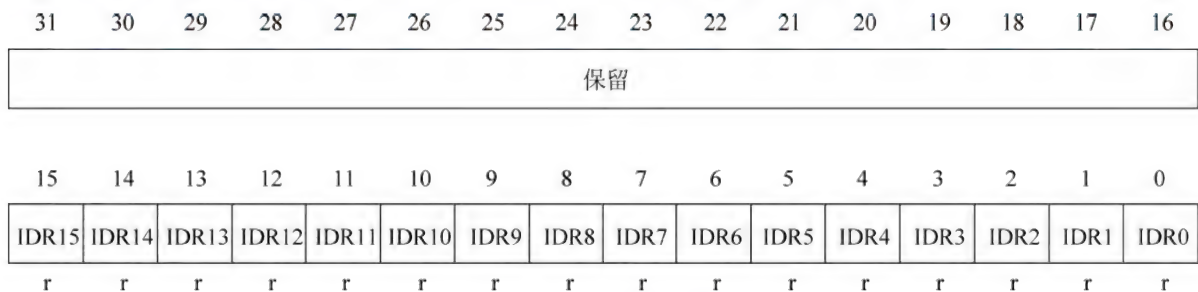 31 30 29 28 27 26 25 24 23 22 21 20 19 18 17 16
保留
15 14 13 12 11 10 9 8 7 6 5 4 3 2 1 0
IDR15 IDR14 IDR13 IDR12 IDR11 IDR10 IDR9 IDR8 IDR7 IDR6 IDR5 IDR4 IDR3 IDR2 IDR1 IDR0
r r r r r r r r r r r r r r r r